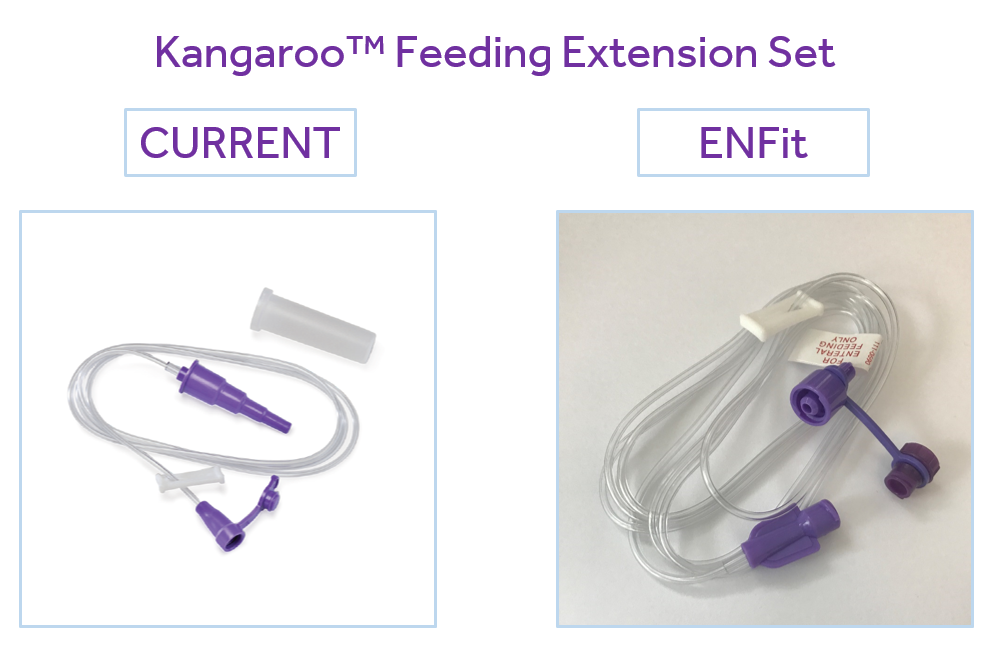 Kangaroo™ Feeding Extension Set
CURRENT
ENFit
FOR
ENTERAL
FEEDING
ONLY